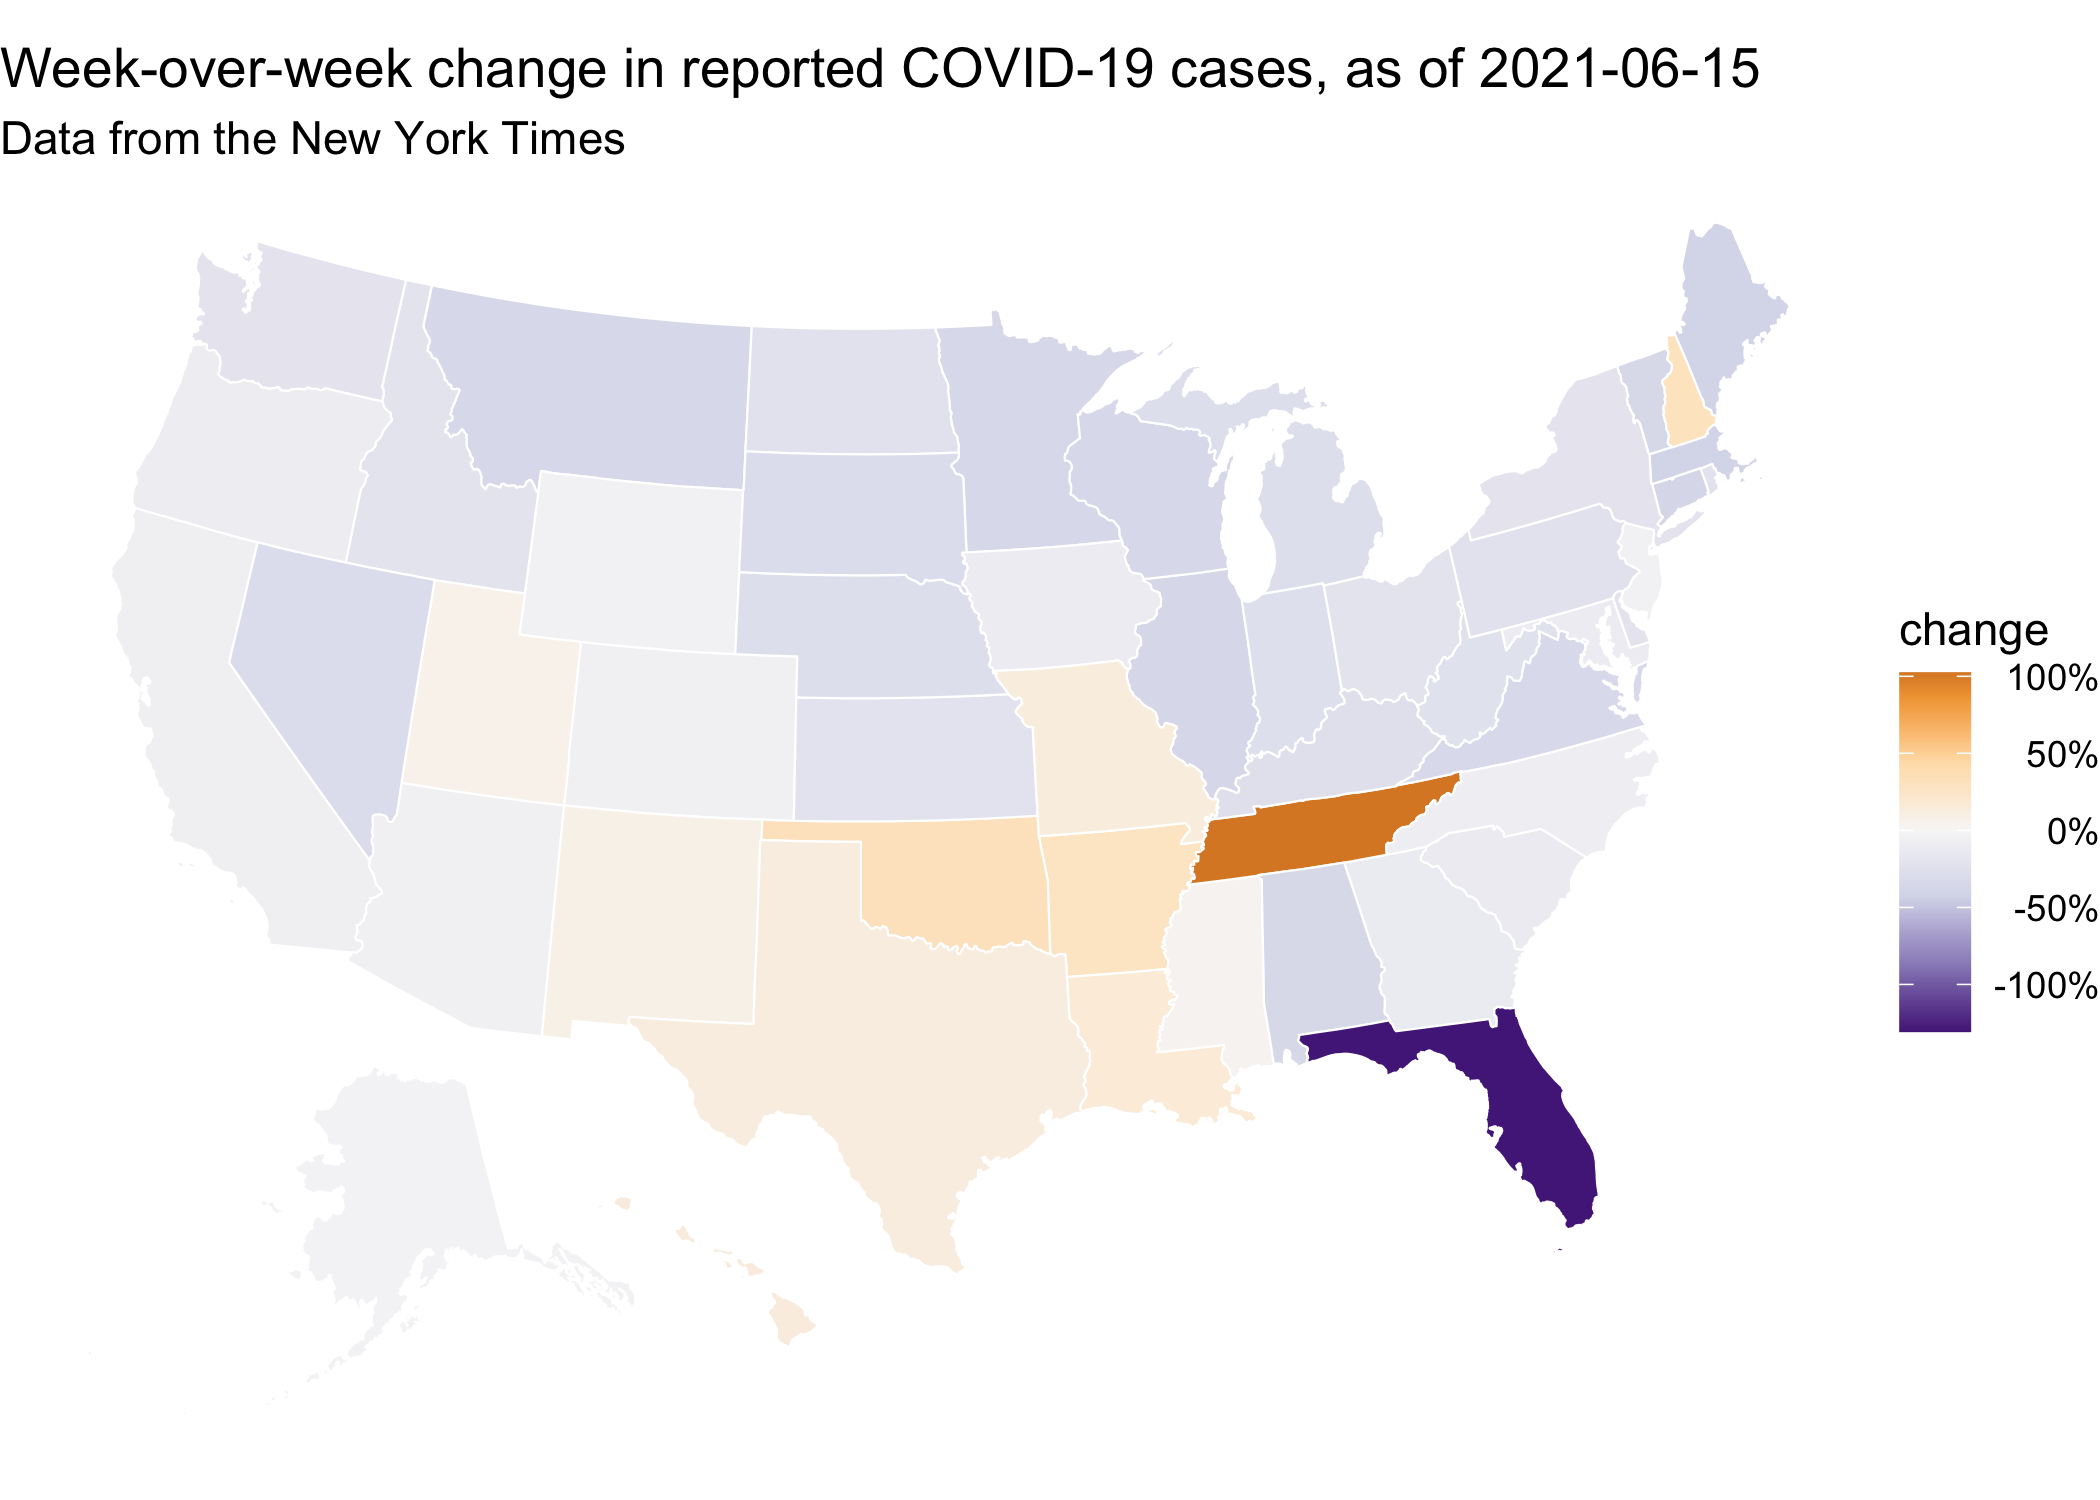 Week-over-week change in reported COVID-19 cases, as of 2021-06-15
Data from the New York Times
change
100%
50%
0%
-50%
-100%